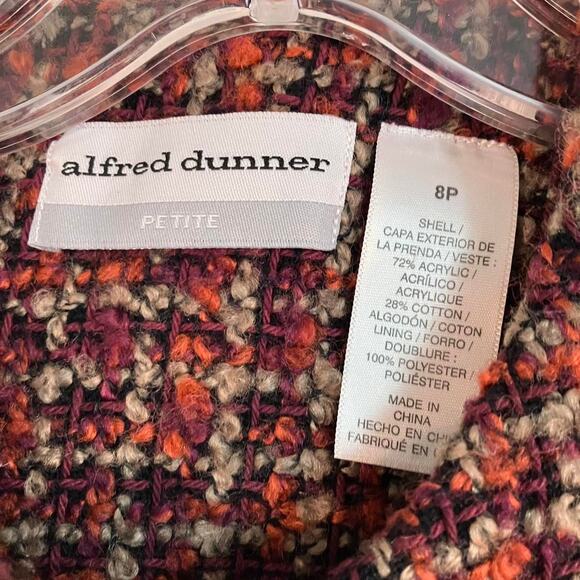 alfred dunner
PETITE
8P
SHELL /
CAPA EXTERIOR DE
LA PRENDA / VESTE :
72% ACRYLIC /
ACRÍLICO /
ACRYLIQUE
28% COTTON /
ALGODÓN / COTON
LINING / FORRO /
DOUBLURE :
100% POLYESTER /
POLIÉSTER
MADE IN
CHINA
HECHO EN
FABRIQUÉ EN